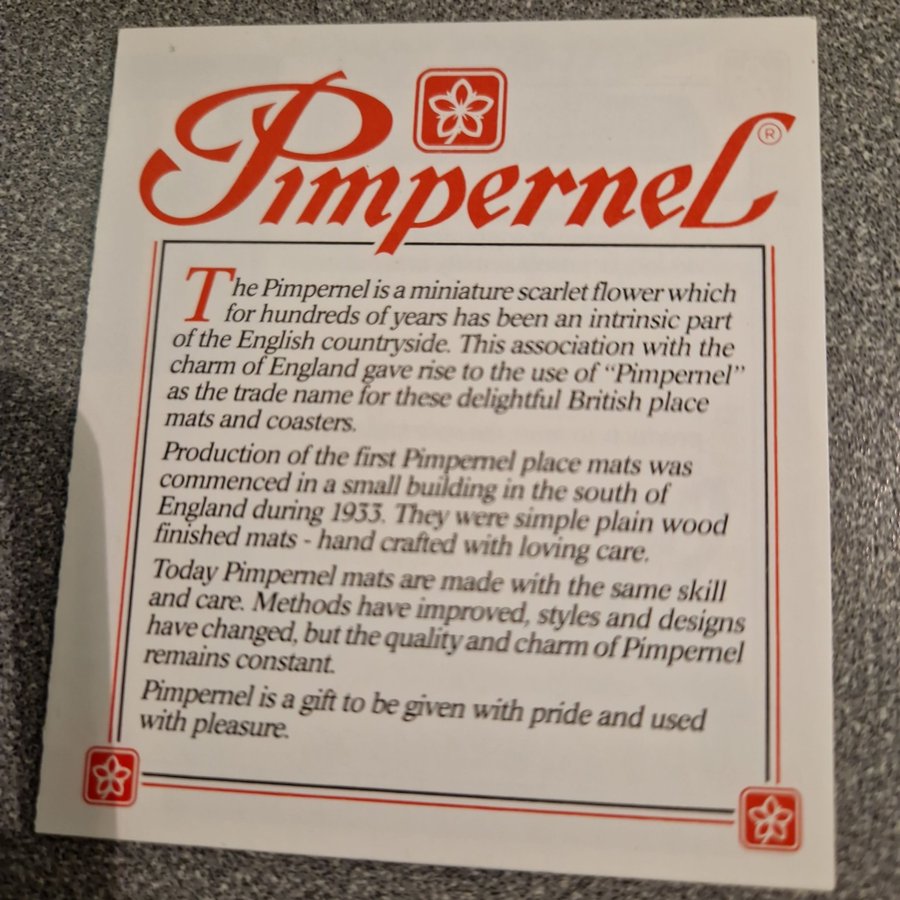 Pimpernel®
The Pimpernel is a miniature scarlet flower which
for hundreds of years has been an intrinsic part
of the English countryside. This association with the
charm of England gave rise to the use of “Pimpernel”
as the trade name for these delightful British place
mats and coasters.
Production of the first Pimpernel place mats was
commenced in a small building in the south of
England during 1933. They were simple plain wood
finished mats - hand crafted with loving care.
Today Pimpernel mats are made with the same skill
and care. Methods have improved, styles and designs
have changed, but the quality and charm of Pimpernel
remains constant.
Pimpernel is a gift to be given with pride and used
with pleasure.